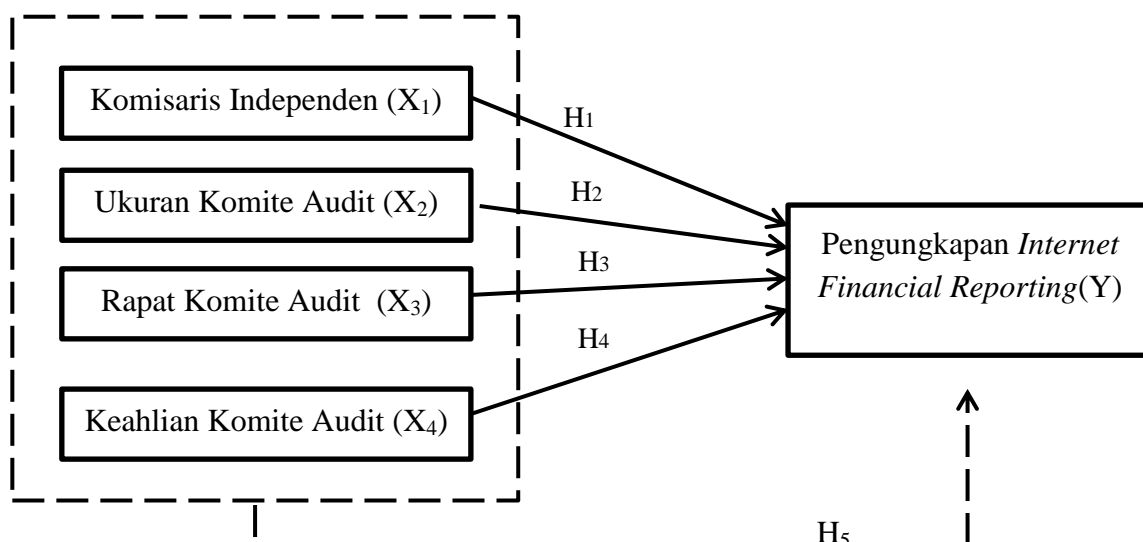 Komisaris Independen (X1)
H1
Ukuran Komite Audit (X2)
H2
Pengungkapan Internet
Financial Reporting(Y)
H3
Rapat Komite Audit (X3)
H4
Keahlian Komite Audit (X4)
H5